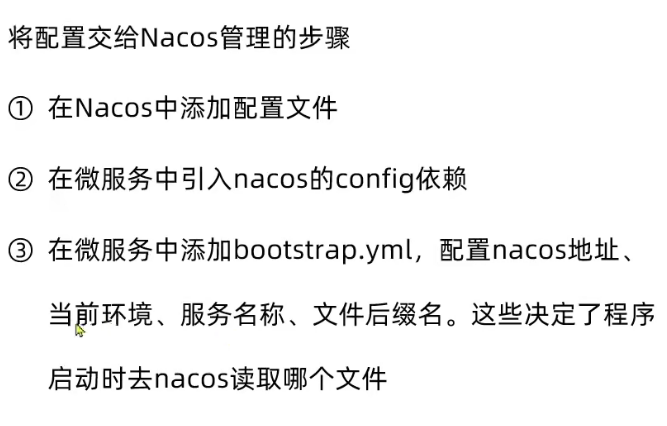 将配置交给Nacos管理的步骤
① 在Nacos中添加配置文件
② 在微服务中引入nacos的config依赖
③ 在微服务中添加bootstrap.yml，配置nacos地址、
当前环境、服务名称、文件后缀名。这些决定了程序
启动时去nacos读取哪个文件